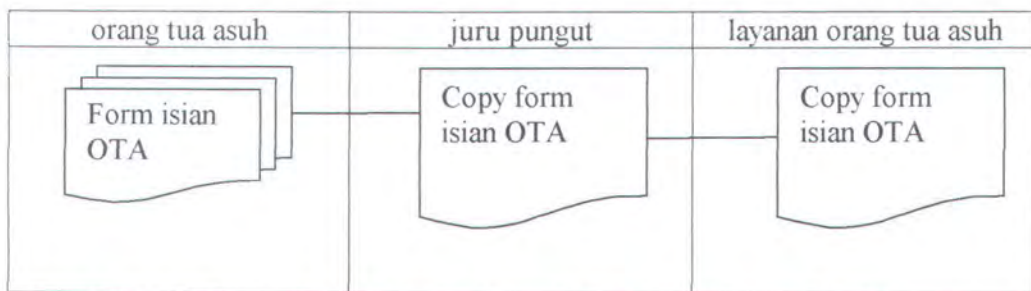 orang tua asuh
juru pungut
layanan orang tua asuh
Form isian
OTA
Copy form
isian OTA
Copy form
isian OTA